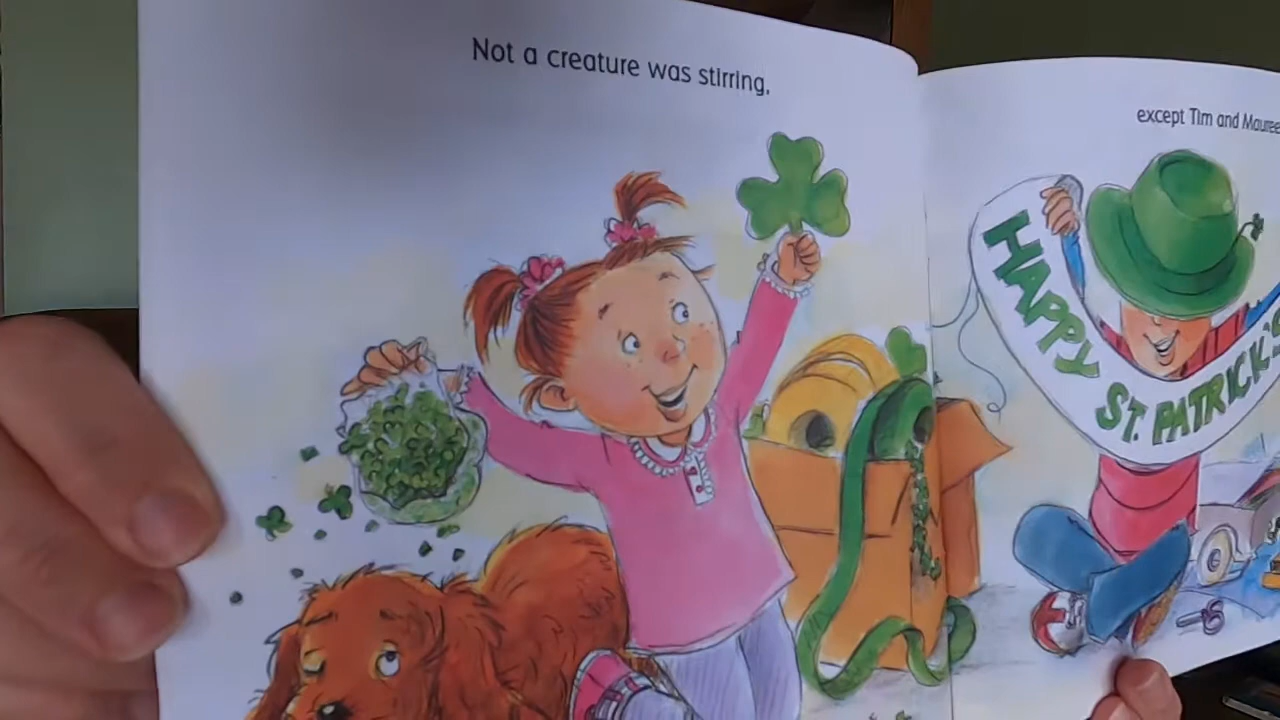 Not a creature was stirring,
except Tim and
HAPPY ST. PATRICK'S